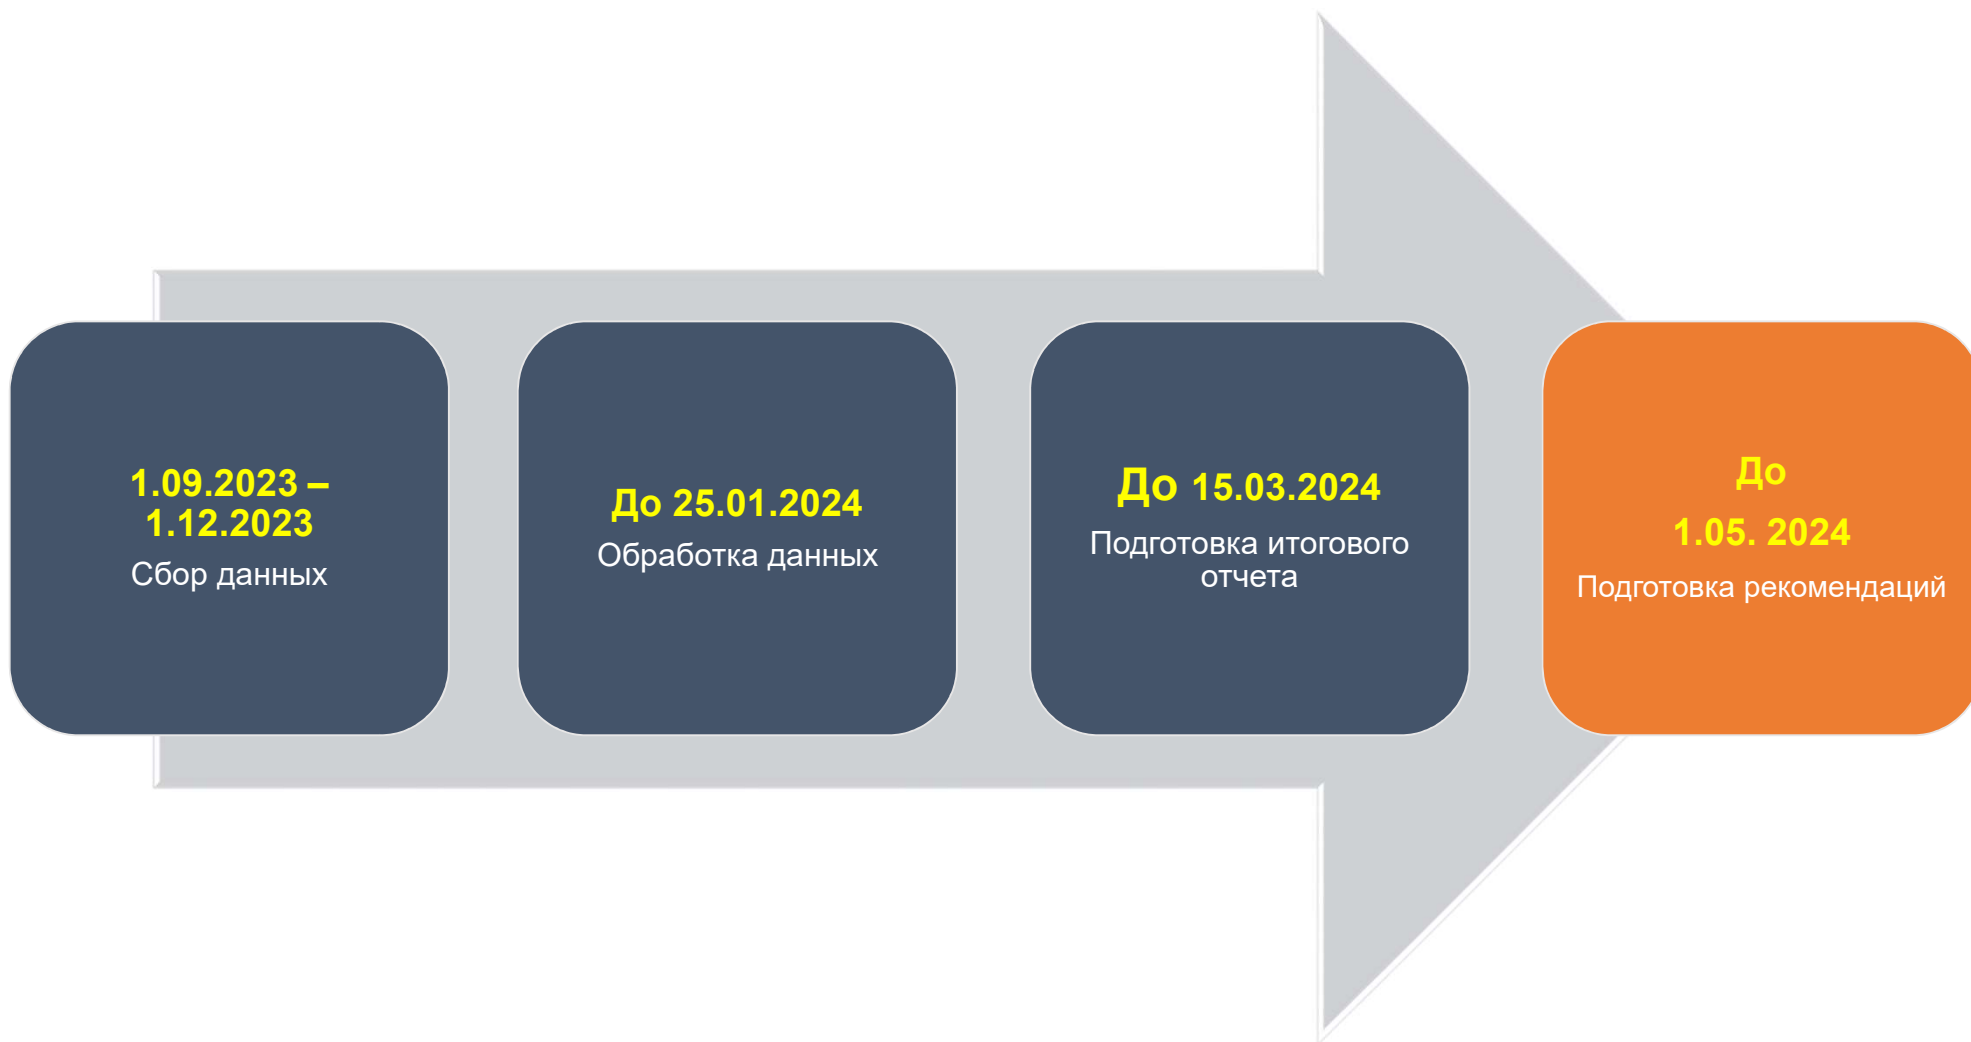 1.09.2023 –
1.12.2023
Сбор данных
До 25.01.2024
Обработка данных
До 15.03.2024
Подготовка итогового
отчета
До
1.05. 2024
Подготовка рекомендаций